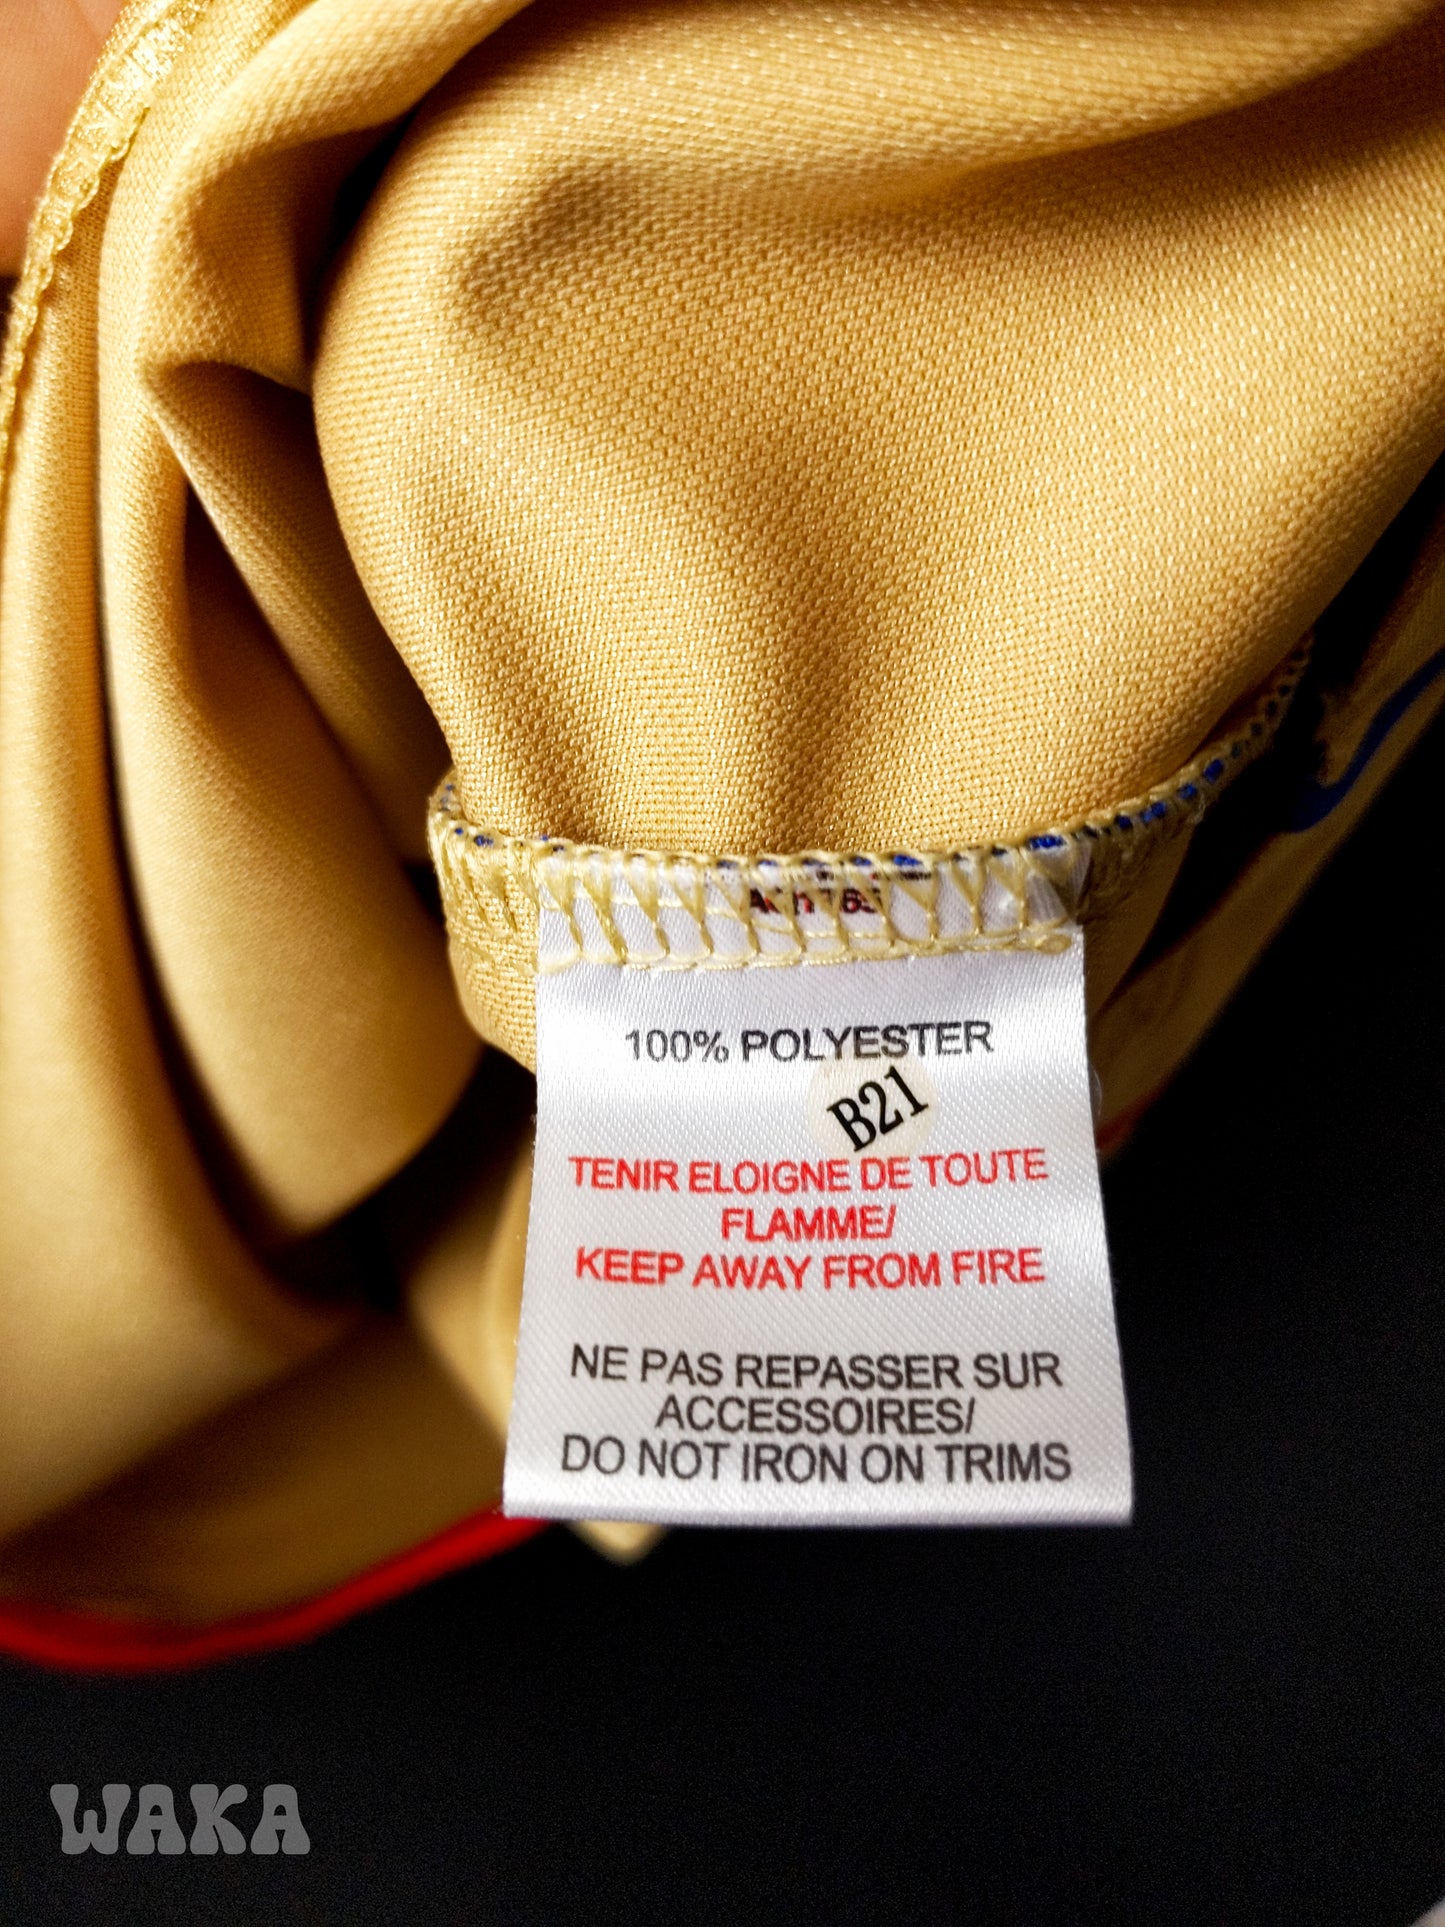 100% POLYESTER
B21
TENIR ELOIGNE DE TOUTE
FLAMME/
KEEP AWAY FROM FIRE
NE PAS REPASSER SUR
ACCESSOIRES/
DO NOT IRON ON TRIMS
WAKA